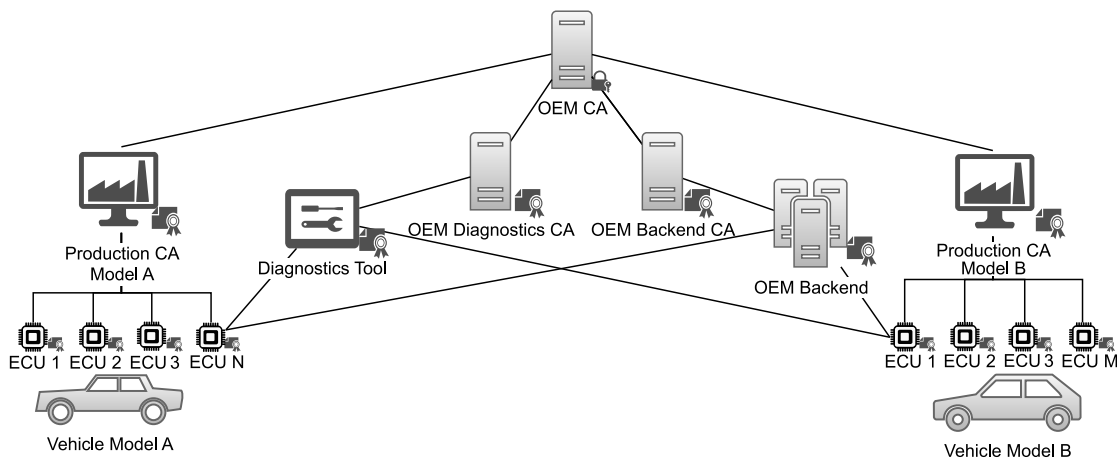 OEM CA
OEM Diagnostics CA
OEM Backend CA
Production CA
Model A
Diagnostics Tool
OEM Backend
Production CA
Model B
ECU 1 ECU 2 ECU 3 ECU N
ECU 1 ECU 2 ECU 3 ECU M
Vehicle Model A
Vehicle Model B